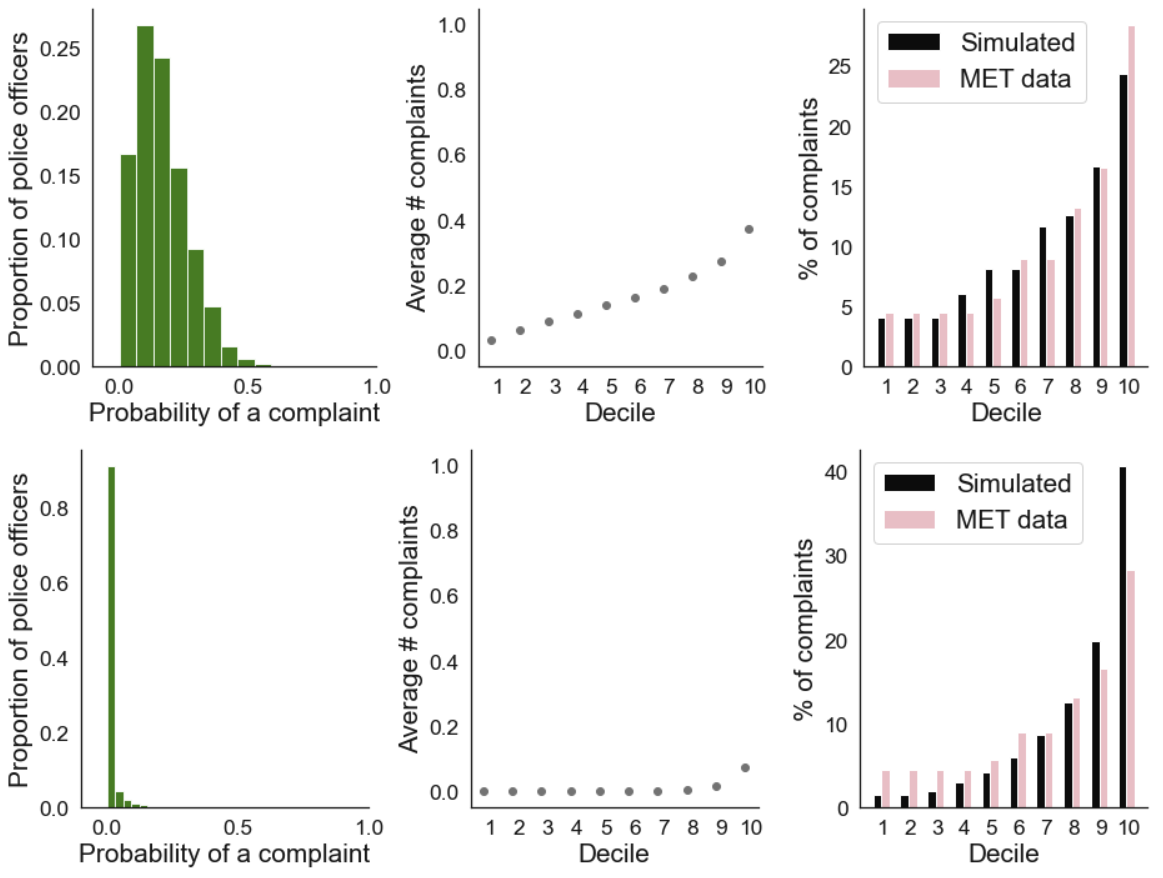 Proportion of police officers
0.25
0.20
0.15
0.10
0.05
0.00
0.0 0.5 1.0
Probability of a complaint
Average # complaints
1.0
0.8
0.6
0.4
0.2
0.0
1 2 3 4 5 6 7 8 9 10
Decile
% of complaints
25
20
15
10
5
0
Simulated
MET data
1 2 3 4 5 6 7 8 9 10
Decile
Proportion of police officers
0.8
0.6
0.4
0.2
0.0
0.0 0.5 1.0
Probability of a complaint
Average # complaints
1.0
0.8
0.6
0.4
0.2
0.0
1 2 3 4 5 6 7 8 9 10
Decile
% of complaints
40
30
20
10
0
Simulated
MET data
1 2 3 4 5 6 7 8 9 10
Decile